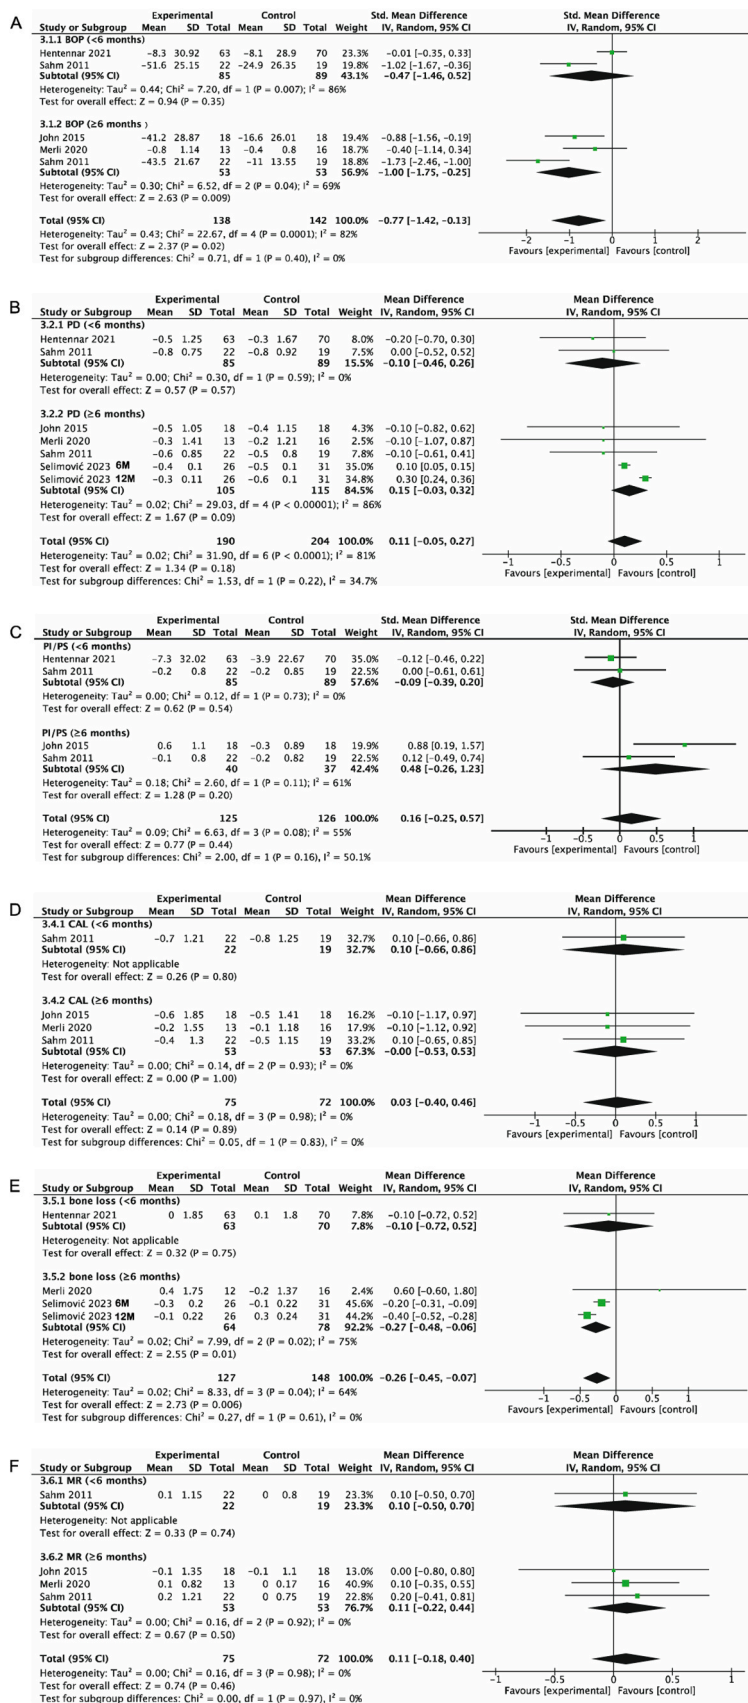 A
Experimental Control Std. Mean Difference Std. Mean Difference
Study or Subgroup Mean SD Total Mean SD Total Weight IV, Random, 95% CI IV, Random, 95% CI
3.1.1 BOP (<6 months)
Hentennar 2021 −8.3 30.92 63 −8.1 28.9 70 23.3% −0.01 [−0.35, 0.33]
Sahm 2011 −51.6 25.15 22 −24.9 26.35 19 19.8% −1.02 [−1.67, −0.36]
Subtotal (95% CI) 85 89 43.1% −0.47 [−1.46, 0.52]
Heterogeneity: Tau² = 0.44; Chi² = 7.20, df = 1 (P = 0.007); I² = 86%
Test for overall effect: Z = 0.94 (P = 0.35)
3.1.2 BOP (≥6 months )
John 2015 −41.2 28.87 18 −16.6 26.01 18 19.4% −0.88 [−1.56, −0.19]
Merli 2020 −0.8 1.14 13 −0.4 0.8 16 18.9% −0.40 [−1.14, 0.34]
Sahm 2011 −43.5 21.67 22 −11 13.55 19 18.8% −1.73 [−2.46, −1.00]
Subtotal (95% CI) 53 53 56.9% −1.00 [−1.75, −0.25]
Heterogeneity: Tau² = 0.30; Chi² = 6.52, df = 2 (P = 0.04); I² = 69%
Test for overall effect: Z = 2.63 (P = 0.009)
Total (95% CI) 138 142 100.0% −0.77 [−1.42, −0.13]
Heterogeneity: Tau² = 0.43; Chi² = 22.67, df = 4 (P = 0.0001); I² = 82%
Test for overall effect: Z = 2.37 (P = 0.02)
Test for subgroup differences: Chi² = 0.71, df = 1 (P = 0.40), I² = 0%
−2 −1 0 1 2
Favours [experimental] Favours [control]
B
Experimental Control Mean Difference Mean Difference
Study or Subgroup Mean SD Total Mean SD Total Weight IV, Random, 95% CI IV, Random, 95% CI
3.2.1 PD (<6 months)
Hentennar 2021 −0.5 1.25 63 −0.3 1.67 70 8.0% −0.20 [−0.70, 0.30]
Sahm 2011 −0.8 0.75 22 −0.8 0.92 19 7.5% 0.00 [−0.52, 0.52]
Subtotal (95% CI) 85 89 15.5% −0.10 [−0.46, 0.26]
Heterogeneity: Tau² = 0.00; Chi² = 0.30, df = 1 (P = 0.59); I² = 0%
Test for overall effect: Z = 0.57 (P = 0.57)
3.2.2 PD (≥6 months)
John 2015 −0.5 1.05 18 −0.4 1.15 18 4.3% −0.10 [−0.82, 0.62]
Merli 2020 −0.3 1.41 13 −0.2 1.21 16 2.5% −0.10 [−1.07, 0.87]
Sahm 2011 −0.6 0.85 22 −0.5 0.8 19 7.8% −0.10 [−0.61, 0.41]
Selimović 2023 6M −0.4 0.1 26 −0.5 0.1 31 35.0% 0.10 [0.05, 0.15]
Selimović 2023 12M −0.3 0.11 26 −0.6 0.1 31 34.8% 0.30 [0.24, 0.36]
Subtotal (95% CI) 105 115 84.5% 0.15 [−0.03, 0.32]
Heterogeneity: Tau² = 0.02; Chi² = 29.03, df = 4 (P < 0.00001); I² = 86%
Test for overall effect: Z = 1.67 (P = 0.09)
Total (95% CI) 190 204 100.0% 0.11 [−0.05, 0.27]
Heterogeneity: Tau² = 0.02; Chi² = 31.90, df = 6 (P < 0.0001); I² = 81%
Test for overall effect: Z = 1.34 (P = 0.18)
Test for subgroup differences: Chi² = 1.53, df = 1 (P = 0.22), I² = 34.7%
−1 −0.5 0 0.5 1
Favours [experimental] Favours [control]
C
Experimental Control Std. Mean Difference Std. Mean Difference
Study or Subgroup Mean SD Total Mean SD Total Weight IV, Random, 95% CI IV, Random, 95% CI
PI/PS (<6 months)
Hentennar 2021 −7.3 32.02 63 −3.9 22.67 70 35.0% −0.12 [−0.46, 0.22]
Sahm 2011 −0.2 0.8 22 −0.2 0.85 19 22.5% 0.00 [−0.61, 0.61]
Subtotal (95% CI) 85 89 57.6% −0.09 [−0.39, 0.20]
Heterogeneity: Tau² = 0.00; Chi² = 0.12, df = 1 (P = 0.73); I² = 0%
Test for overall effect: Z = 0.62 (P = 0.54)
PI/PS (≥6 months)
John 2015 0.6 1.1 18 −0.3 0.89 18 19.9% 0.88 [0.19, 1.57]
Sahm 2011 −0.1 0.8 22 −0.2 0.82 19 22.5% 0.12 [−0.49, 0.74]
Subtotal (95% CI) 40 37 42.4% 0.48 [−0.26, 1.23]
Heterogeneity: Tau² = 0.18; Chi² = 2.60, df = 1 (P = 0.11); I² = 61%
Test for overall effect: Z = 1.28 (P = 0.20)
Total (95% CI) 125 126 100.0% 0.16 [−0.25, 0.57]
Heterogeneity: Tau² = 0.09; Chi² = 6.63, df = 3 (P = 0.08); I² = 55%
Test for overall effect: Z = 0.77 (P = 0.44)
Test for subgroup differences: Chi² = 2.00, df = 1 (P = 0.16), I² = 50.1%
−1 −0.5 0 0.5 1
Favours [experimental] Favours [control]
D
Experimental Control Mean Difference Mean Difference
Study or Subgroup Mean SD Total Mean SD Total Weight IV, Random, 95% CI IV, Random, 95% CI
3.4.1 CAL (<6 months)
Sahm 2011 −0.7 1.21 22 −0.8 1.25 19 32.7% 0.10 [−0.66, 0.86]
Subtotal (95% CI) 22 19 32.7% 0.10 [−0.66, 0.86]
Heterogeneity: Not applicable
Test for overall effect: Z = 0.26 (P = 0.80)
3.4.2 CAL (≥6 months)
John 2015 −0.6 1.85 18 −0.5 1.41 18 16.2% −0.10 [−1.17, 0.97]
Merli 2020 −0.2 1.55 13 −0.1 1.18 16 17.9% −0.10 [−1.12, 0.92]
Sahm 2011 −0.4 1.3 22 −0.5 1.15 19 33.2% 0.10 [−0.65, 0.85]
Subtotal (95% CI) 53 53 67.3% −0.00 [−0.53, 0.53]
Heterogeneity: Tau² = 0.00; Chi² = 0.14, df = 2 (P = 0.93); I² = 0%
Test for overall effect: Z = 0.00 (P = 1.00)
Total (95% CI) 75 72 100.0% 0.03 [−0.40, 0.46]
Heterogeneity: Tau² = 0.00; Chi² = 0.18, df = 3 (P = 0.98); I² = 0%
Test for overall effect: Z = 0.14 (P = 0.89)
Test for subgroup differences: Chi² = 0.05, df = 1 (P = 0.83), I² = 0%
−1 −0.5 0 0.5 1
Favours [experimental] Favours [control]
E
Experimental Control Mean Difference Mean Difference
Study or Subgroup Mean SD Total Mean SD Total Weight IV, Random, 95% CI IV, Random, 95% CI
3.5.1 bone loss (<6 months)
Hentennar 2021 0 1.85 63 0.1 1.8 70 7.8% −0.10 [−0.72, 0.52]
Subtotal (95% CI) 63 70 7.8% −0.10 [−0.72, 0.52]
Heterogeneity: Not applicable
Test for overall effect: Z = 0.32 (P = 0.75)
3.5.2 bone loss (≥6 months)
Merli 2020 0.4 1.75 12 −0.2 1.37 16 2.4% 0.60 [−0.60, 1.80]
Selimović 2023 6M −0.3 0.2 26 −0.1 0.22 31 45.6% −0.20 [−0.31, −0.09]
Selimović 2023 12M −0.1 0.22 26 0.3 0.24 31 44.2% −0.40 [−0.52, −0.28]
Subtotal (95% CI) 64 78 92.2% −0.27 [−0.48, −0.06]
Heterogeneity: Tau² = 0.02; Chi² = 7.99, df = 2 (P = 0.02); I² = 75%
Test for overall effect: Z = 2.55 (P = 0.01)
Total (95% CI) 127 148 100.0% −0.26 [−0.45, −0.07]
Heterogeneity: Tau² = 0.02; Chi² = 8.33, df = 3 (P = 0.04); I² = 64%
Test for overall effect: Z = 2.73 (P = 0.006)
Test for subgroup differences: Chi² = 0.27, df = 1 (P = 0.61), I² = 0%
−1 −0.5 0 0.5 1
Favours [experimental] Favours [control]
F
Experimental Control Mean Difference Mean Difference
Study or Subgroup Mean SD Total Mean SD Total Weight IV, Random, 95% CI IV, Random, 95% CI
3.6.1 MR (<6 months)
Sahm 2011 0.1 1.15 22 0 0.8 19 23.3% 0.10 [−0.50, 0.70]
Subtotal (95% CI) 22 19 23.3% 0.10 [−0.50, 0.70]
Heterogeneity: Not applicable
Test for overall effect: Z = 0.33 (P = 0.74)
3.6.2 MR (≥6 months)
John 2015 −0.1 1.35 18 −0.1 1.1 18 13.0% 0.00 [−0.80, 0.80]
Merli 2020 0.1 0.82 13 0 0.17 16 40.9% 0.10 [−0.35, 0.55]
Sahm 2011 0.2 1.21 22 0 0.75 19 22.8% 0.20 [−0.41, 0.81]
Subtotal (95% CI) 53 53 76.7% 0.11 [−0.22, 0.44]
Heterogeneity: Tau² = 0.00; Chi² = 0.16, df = 2 (P = 0.92); I² = 0%
Test for overall effect: Z = 0.67 (P = 0.50)
Total (95% CI) 75 72 100.0% 0.11 [−0.18, 0.40]
Heterogeneity: Tau² = 0.00; Chi² = 0.16, df = 3 (P = 0.98); I² = 0%
Test for overall effect: Z = 0.74 (P = 0.46)
Test for subgroup differences: Chi² = 0.00, df = 1 (P = 0.97), I² = 0%
−1 −0.5 0 0.5 1
Favours [experimental] Favours [control]